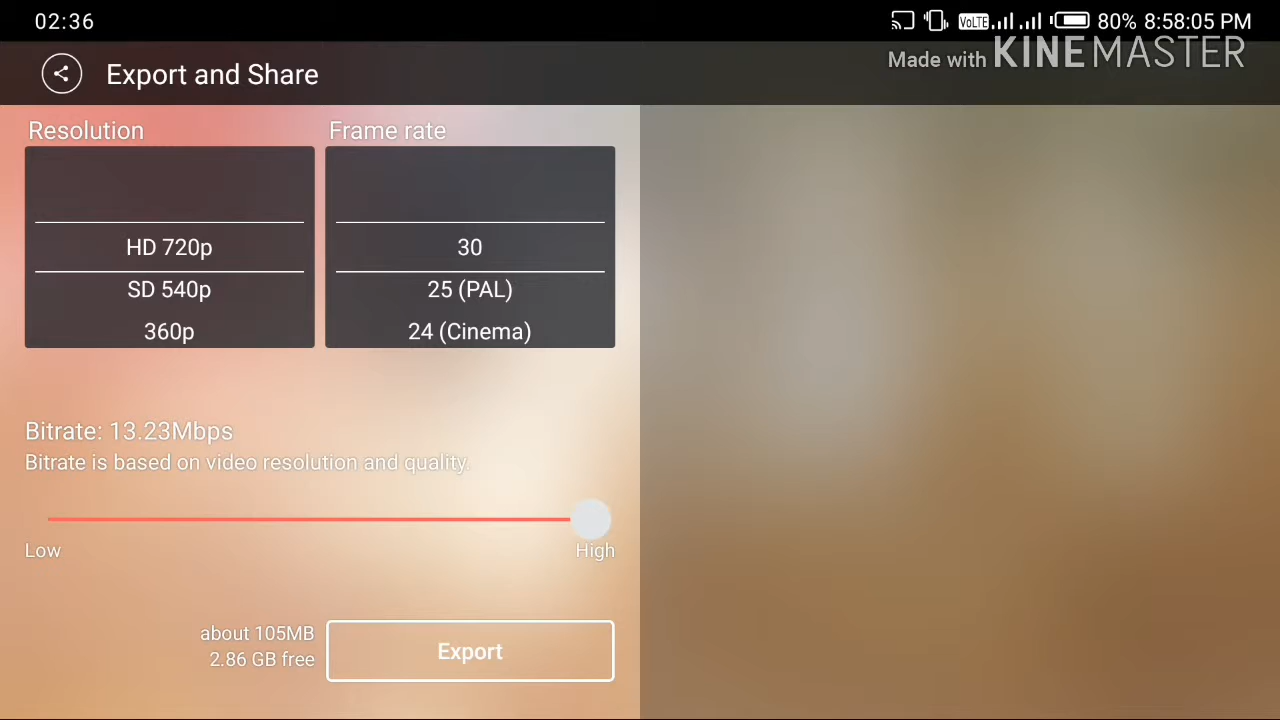 02:36
VoLTE 80% 8:58:05 PM
Made with KINEMASTER
Export and Share
Resolution
Frame rate
HD 720p
SD 540p
360p
30
25 (PAL)
24 (Cinema)
Bitrate: 13.23Mbps
Bitrate is based on video resolution and quality.
Low
High
about 105MB
2.86 GB free
Export